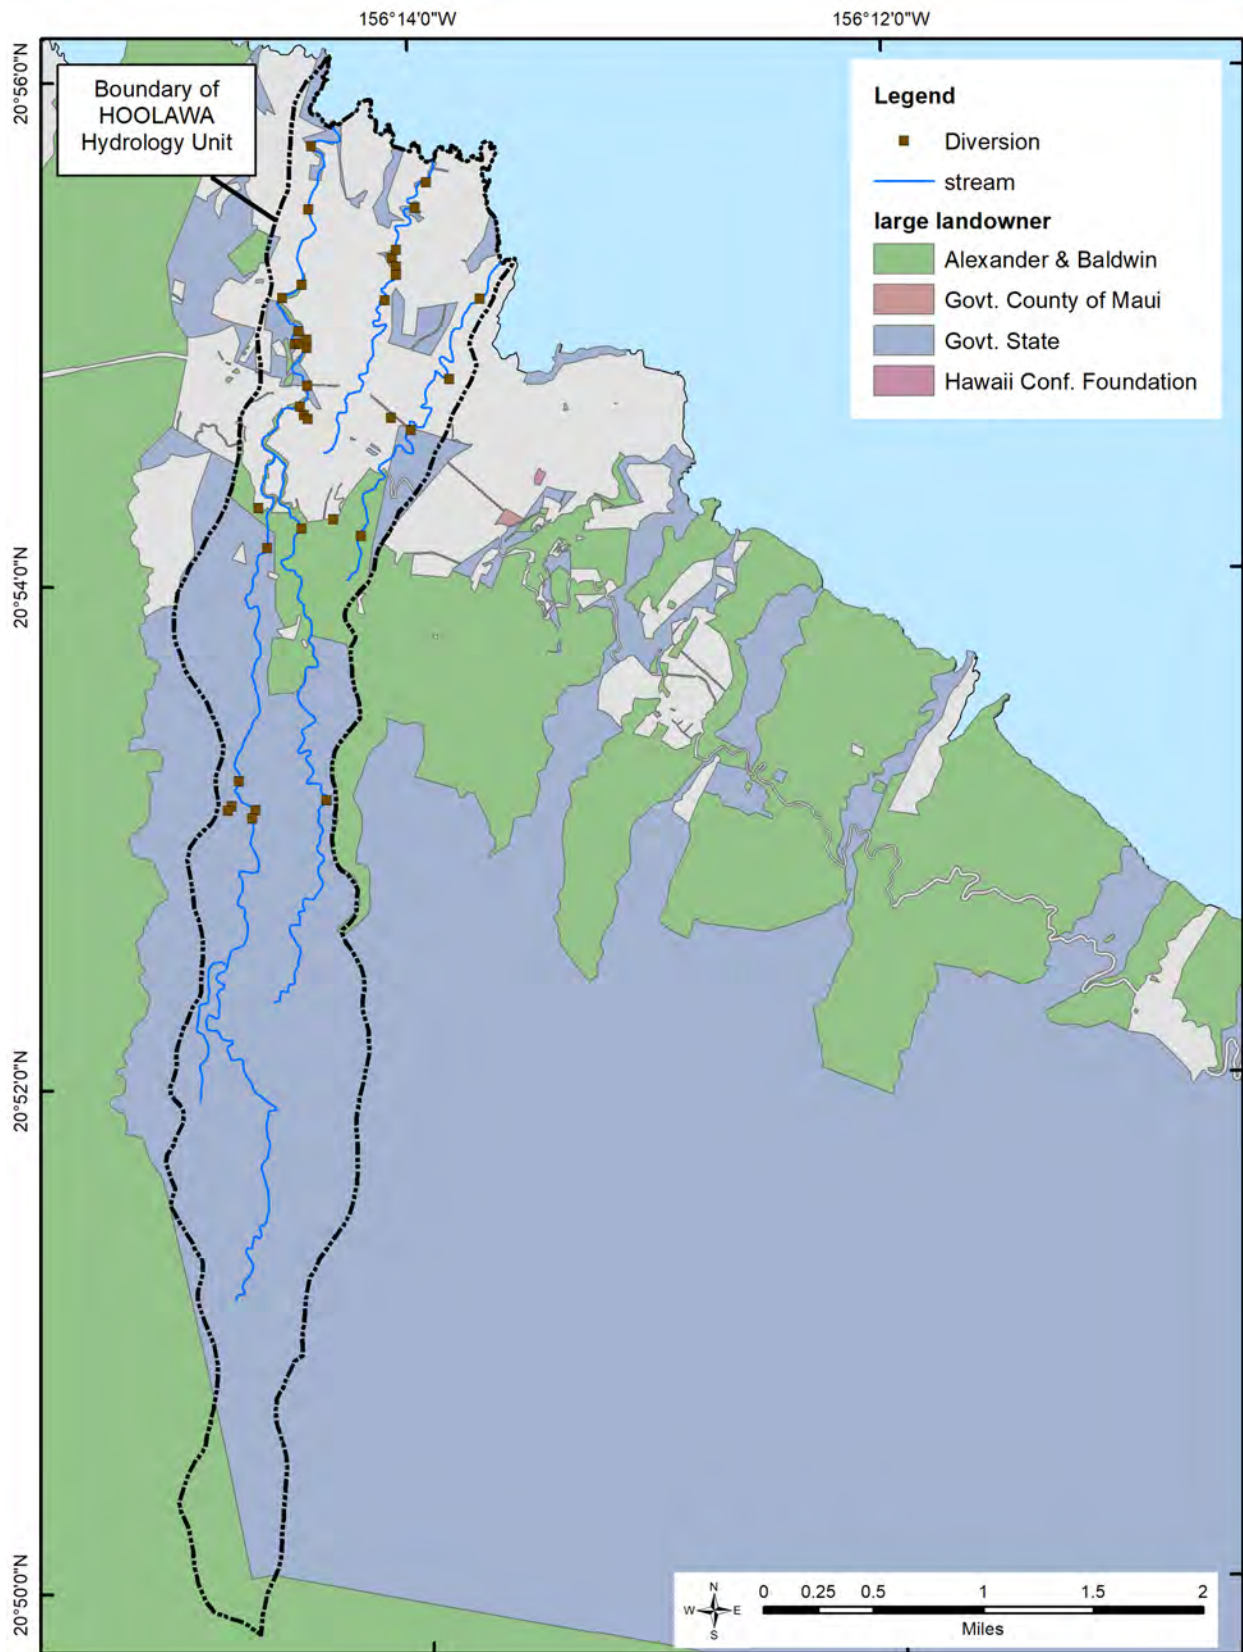 156°14'0"W
156°12'0"W
20°56'0"N
Boundary of
HOOLAWA
Hydrology Unit
Legend
Diversion
stream
large landowner
Alexander & Baldwin
Govt. County of Maui
Govt. State
Hawaii Conf. Foundation
20°54'0"N
20°52'0"N
20°50'0"N
N
W E
S
0 0.25 0.5 1 1.5 2
Miles